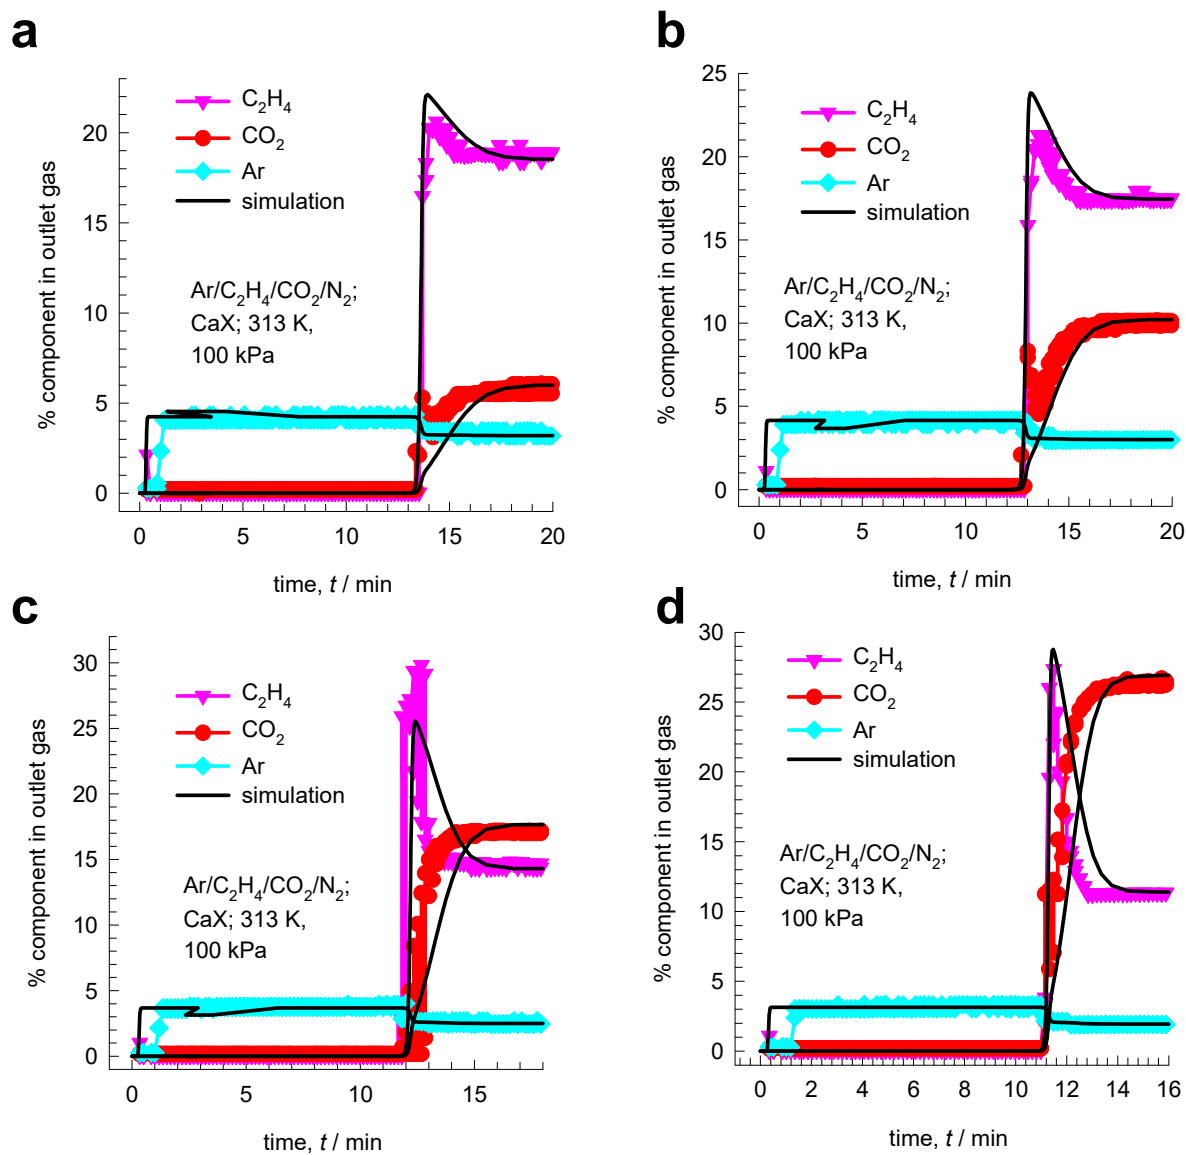 a
% component in outlet gas
20
15
10
5
0
C₂H₄
CO₂
Ar
simulation
Ar/C₂H₄/CO₂/N₂;
CaX; 313 K,
100 kPa
0 5 10 15 20
time, t / min
b
% component in outlet gas
25
20
15
10
5
0
C₂H₄
CO₂
Ar
simulation
Ar/C₂H₄/CO₂/N₂;
CaX; 313 K,
100 kPa
0 5 10 15 20
time, t / min
c
% component in outlet gas
30
25
20
15
10
5
0
C₂H₄
CO₂
Ar
simulation
Ar/C₂H₄/CO₂/N₂;
CaX; 313 K,
100 kPa
0 5 10 15
time, t / min
d
% component in outlet gas
30
25
20
15
10
5
0
C₂H₄
CO₂
Ar
simulation
Ar/C₂H₄/CO₂/N₂;
CaX; 313 K,
100 kPa
0 2 4 6 8 10 12 14 16
time, t / min